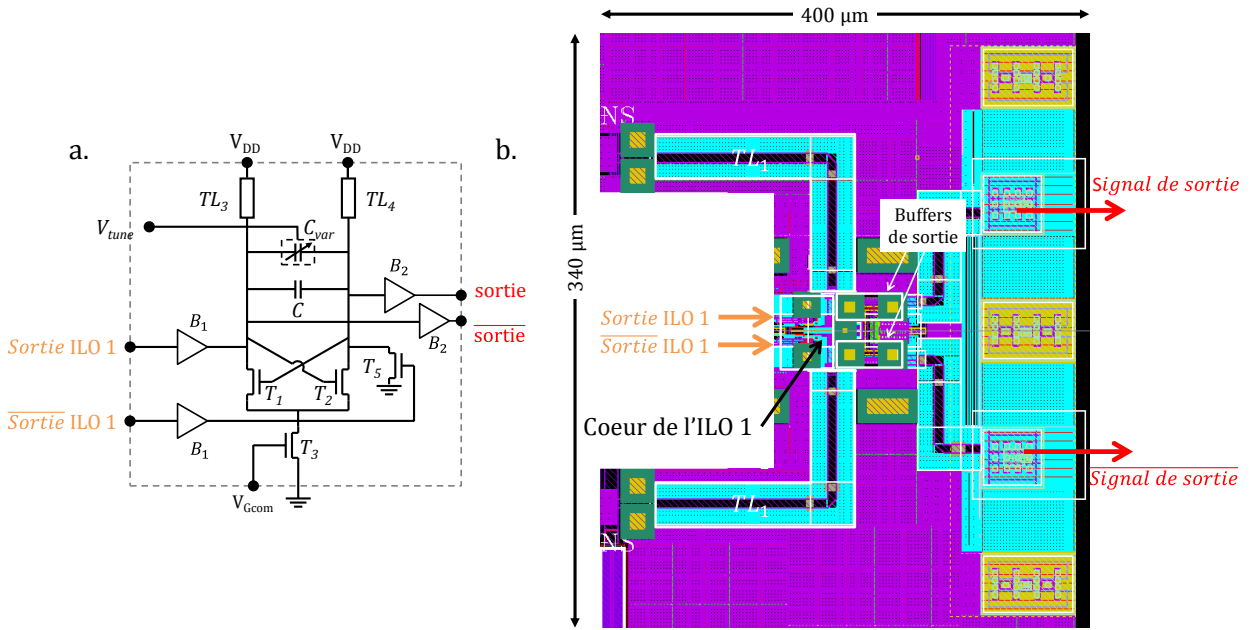 a.
V_DD
V_DD
TL_3
TL_4
V_tune
C_var
C
B_2
sortie
B_2
sortie
B_1
Sortie ILO 1
T_1
T_2
T_5
Sortie ILO 1
B_1
T_3
V_Gcom
b.
400 µm
340 µm
NS
TL_1
Signal de sortie
Buffers
de sortie
Sortie ILO 1
Sortie ILO 1
Coeur de l'ILO 1
Signal de sortie
TL_1
NS